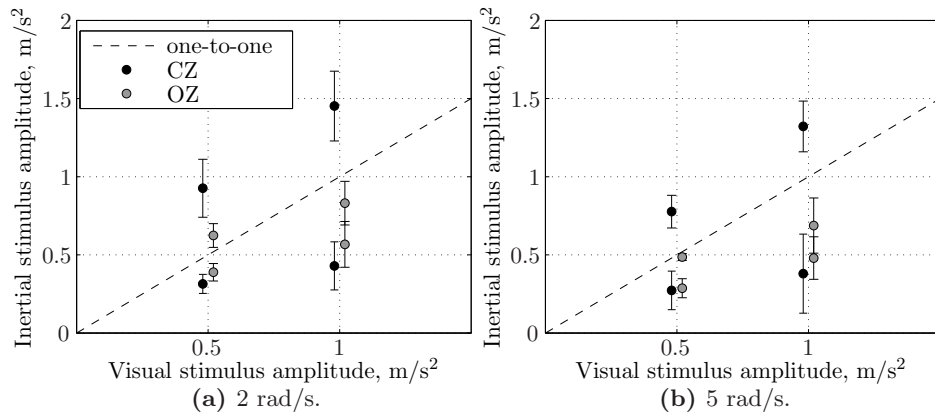 Inertial stimulus amplitude, m/s²
2
1.5
1
0.5
0
one-to-one
CZ
OZ
0.5 1
Visual stimulus amplitude, m/s²
(a) 2 rad/s.
Inertial stimulus amplitude, m/s²
2
1.5
1
0.5
0
0.5 1
Visual stimulus amplitude, m/s²
(b) 5 rad/s.